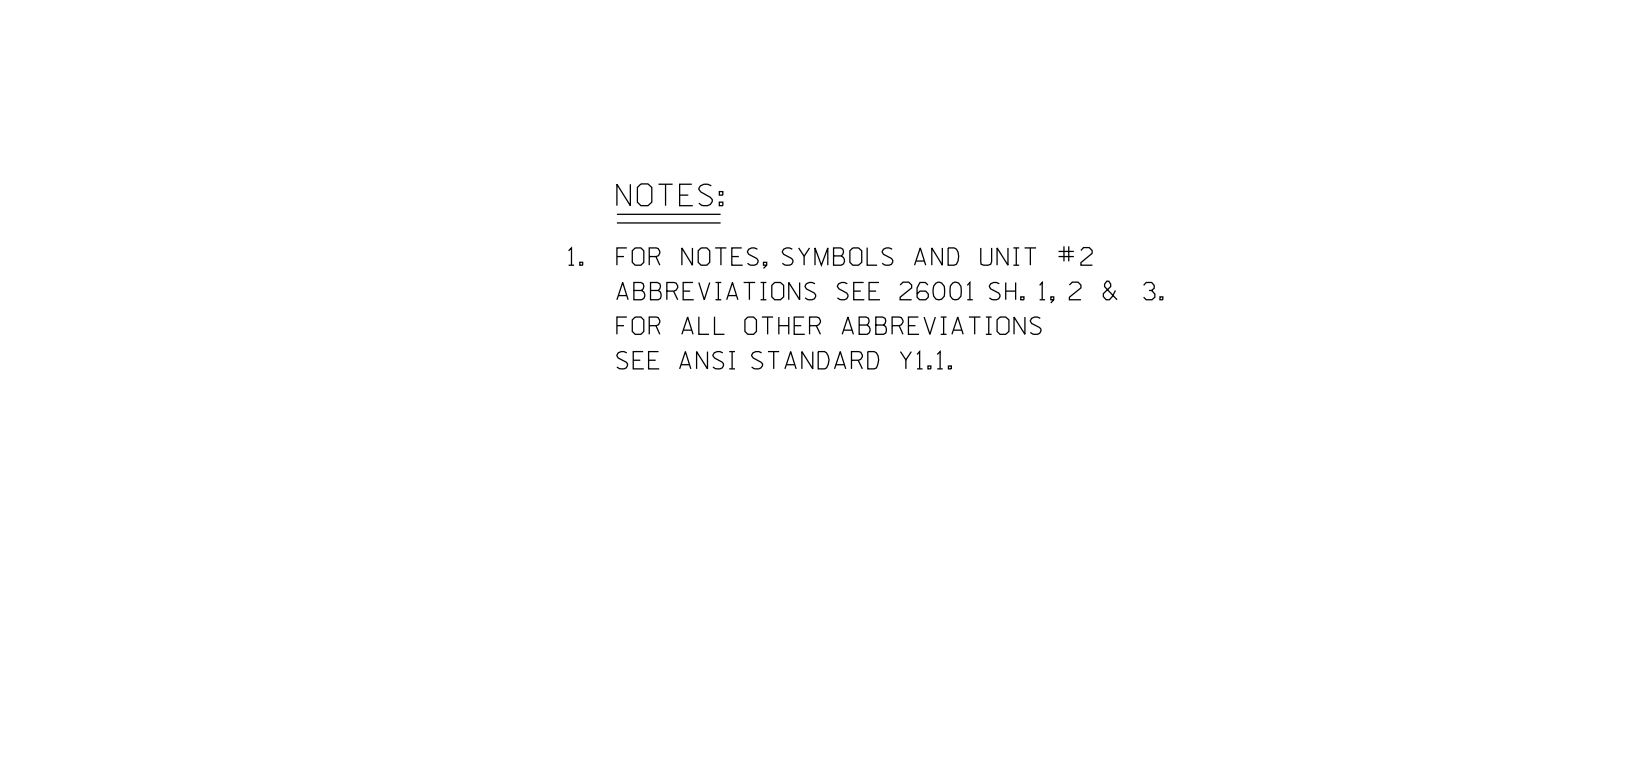 NOTES:
1. FOR NOTES, SYMBOLS AND UNIT #2
ABBREVIATIONS SEE 26001 SH. 1, 2 & 3.
FOR ALL OTHER ABBREVIATIONS
SEE ANSI STANDARD Y1.1.